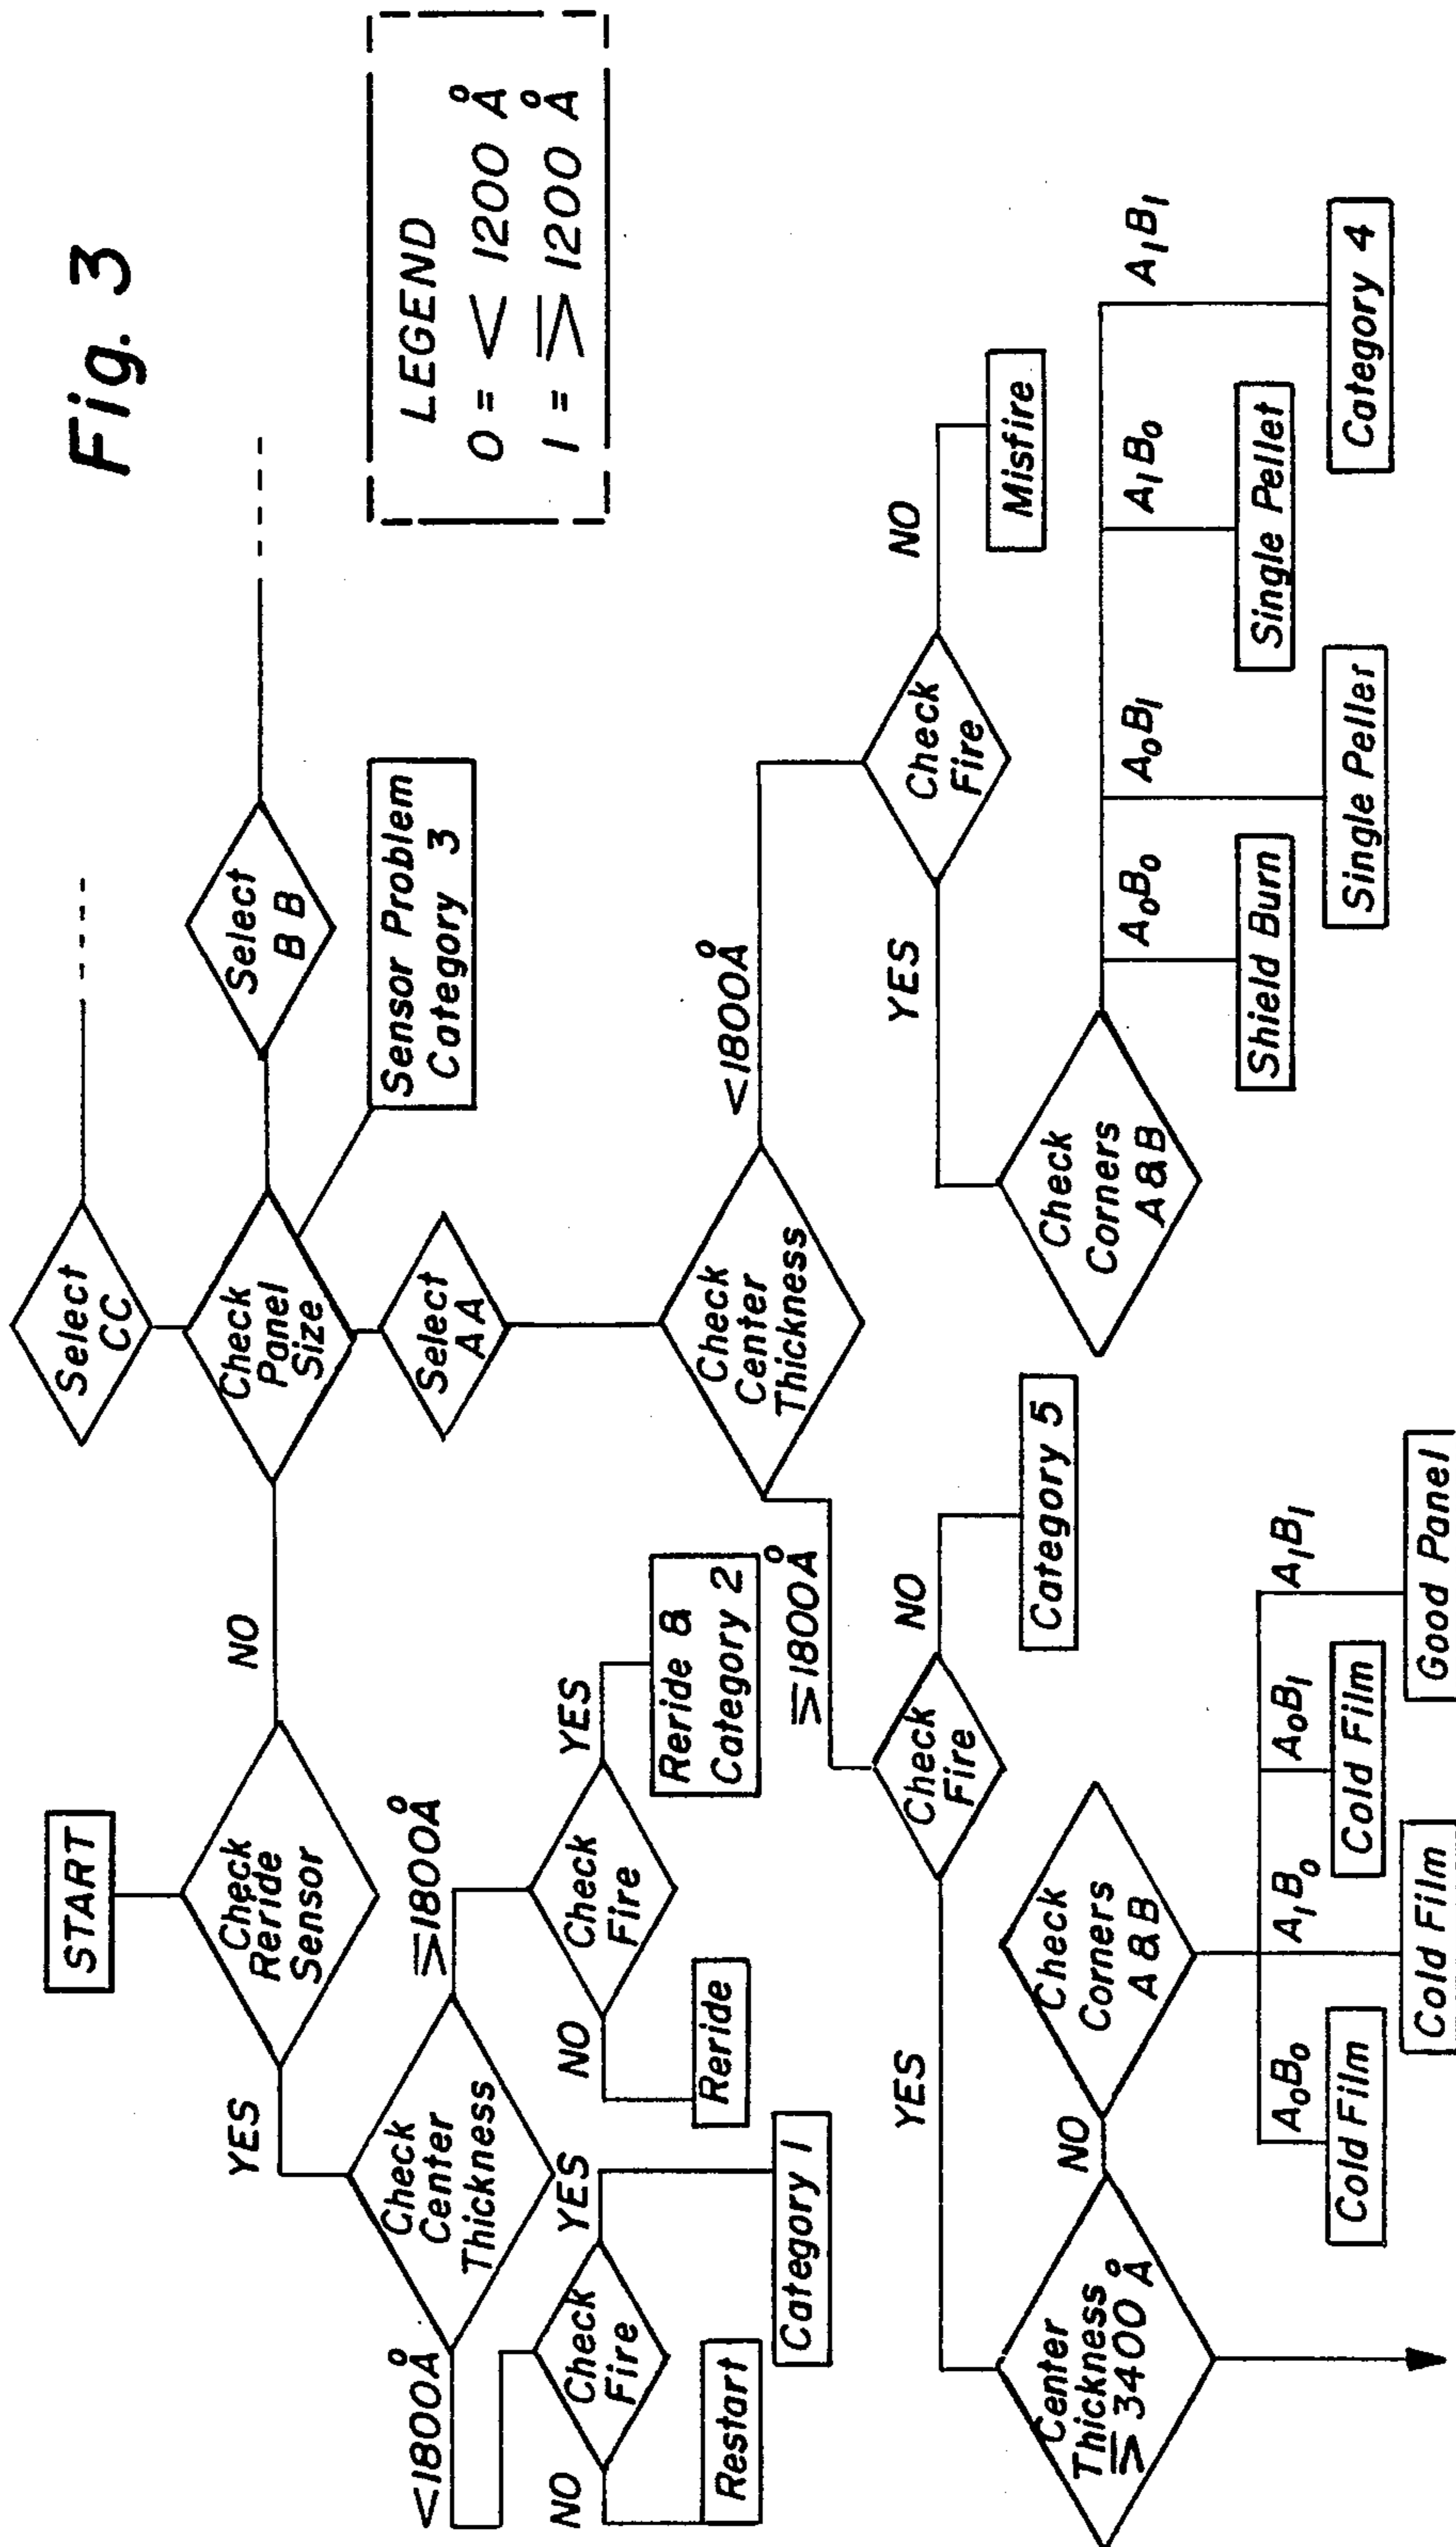 Fig. 3
LEGEND
0 = < 1200 Å
1 = ≥ 1200 Å
START
Check
Reride
Sensor
YES
NO
Check
Panel
Size
Select
CC
Select
B B
Select
A A
Sensor Problem
Category 3
Check
Center
Thickness
<1800Å
≥1800Å
Check
Fire
NO
YES
Restart
Category 1
Check
Fire
NO
YES
Reride
Reride &
Category 2
Check
Center
Thickness
≥1800Å
<1800Å
Check
Fire
YES
NO
Category 5
Check
Fire
YES
NO
Misfire
Center
Thickness
≥3400 Å
NO
Check
Corners
A & B
A₀B₀
A₁B₀
A₀B₁
A₁B₁
Cold Film
Cold Film
Cold Film
Good Panel
Check
Corners
A & B
A₀B₀
A₀B₁
A₁B₀
A₁B₁
Shield Burn
Single Pellet
Single Pellet
Category 4